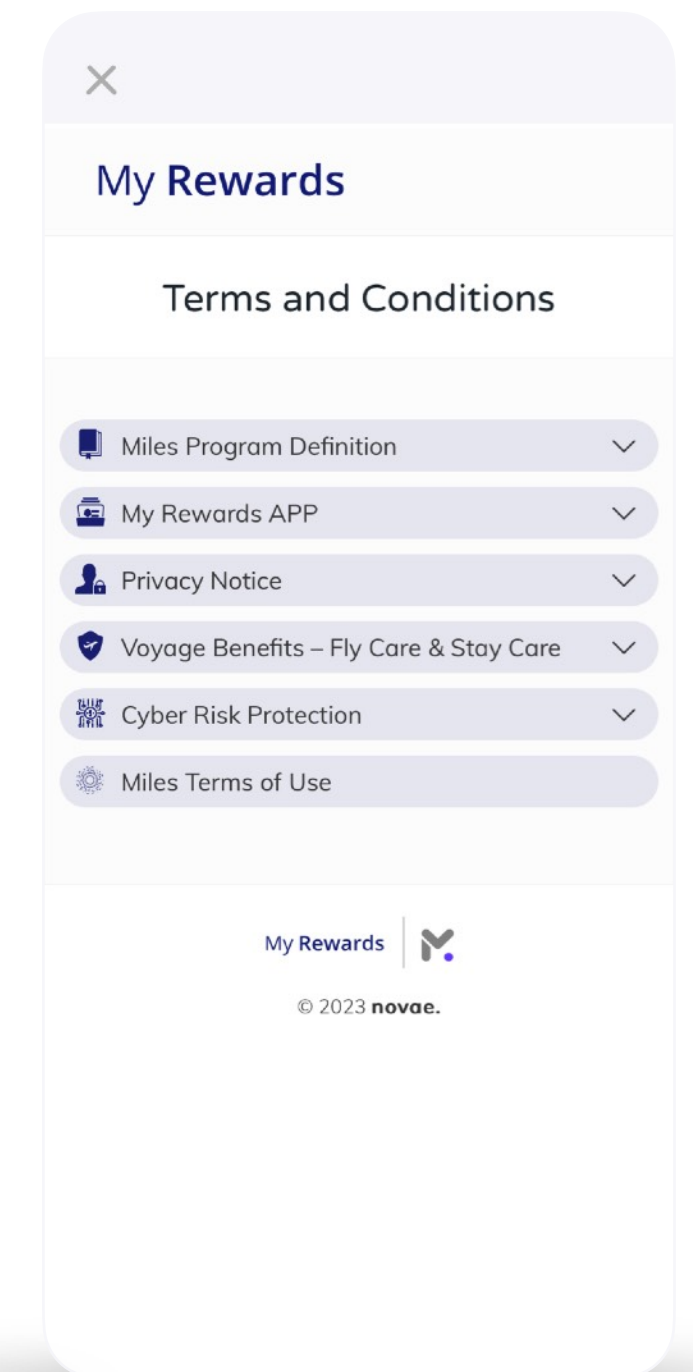 My Rewards
Terms and Conditions
Miles Program Definition
My Rewards APP
Privacy Notice
Voyage Benefits – Fly Care & Stay Care
Cyber Risk Protection
Miles Terms of Use
My Rewards
© 2023 novae.